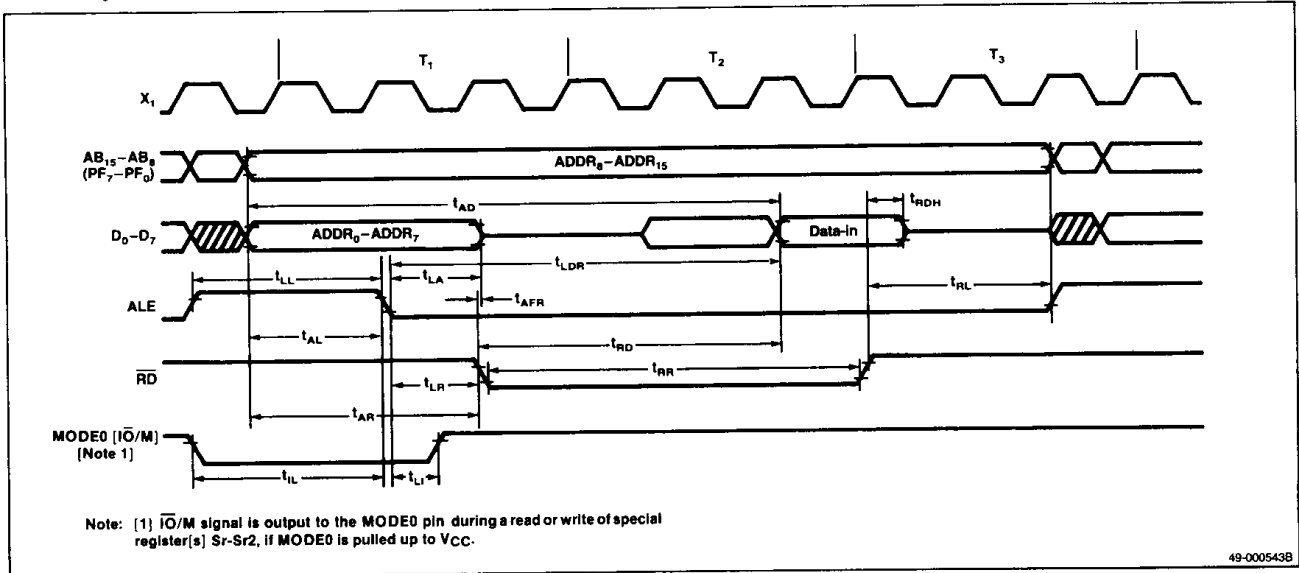 T₁ T₂ T₃
X₁
AB₁₅–AB₈
(PF₇–PF₀)
ADDR₈–ADDR₁₅
tAD
tRDH
D₀–D₇
ADDR₀–ADDR₇
Data-in
tLL
tLA
tLDR
tRL
ALE
tAFR
tAL
tRD
R̅D̅
tRR
tLR
tAR
MODE0 [I̅O̅/M]
[Note 1]
tIL
tLI
Note: [1] I̅O̅/M signal is output to the MODE0 pin during a read or write of special
register[s] Sr-Sr2, if MODE0 is pulled up to VCC.
49-000543B